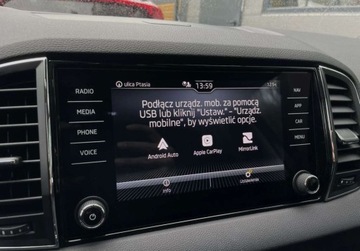 ulica Ptasia
13:59
RADIO
MEDIA
PHONE
VOICE
Podłącz urządz. mob. za pomocą
USB lub kliknij "Ustaw." - "Urządz.
mobilne", by wyświetlić opcje.
Android Auto
Apple CarPlay
MirrorLink
Info
Ustawienia
NAV
APP
CAR
MENU